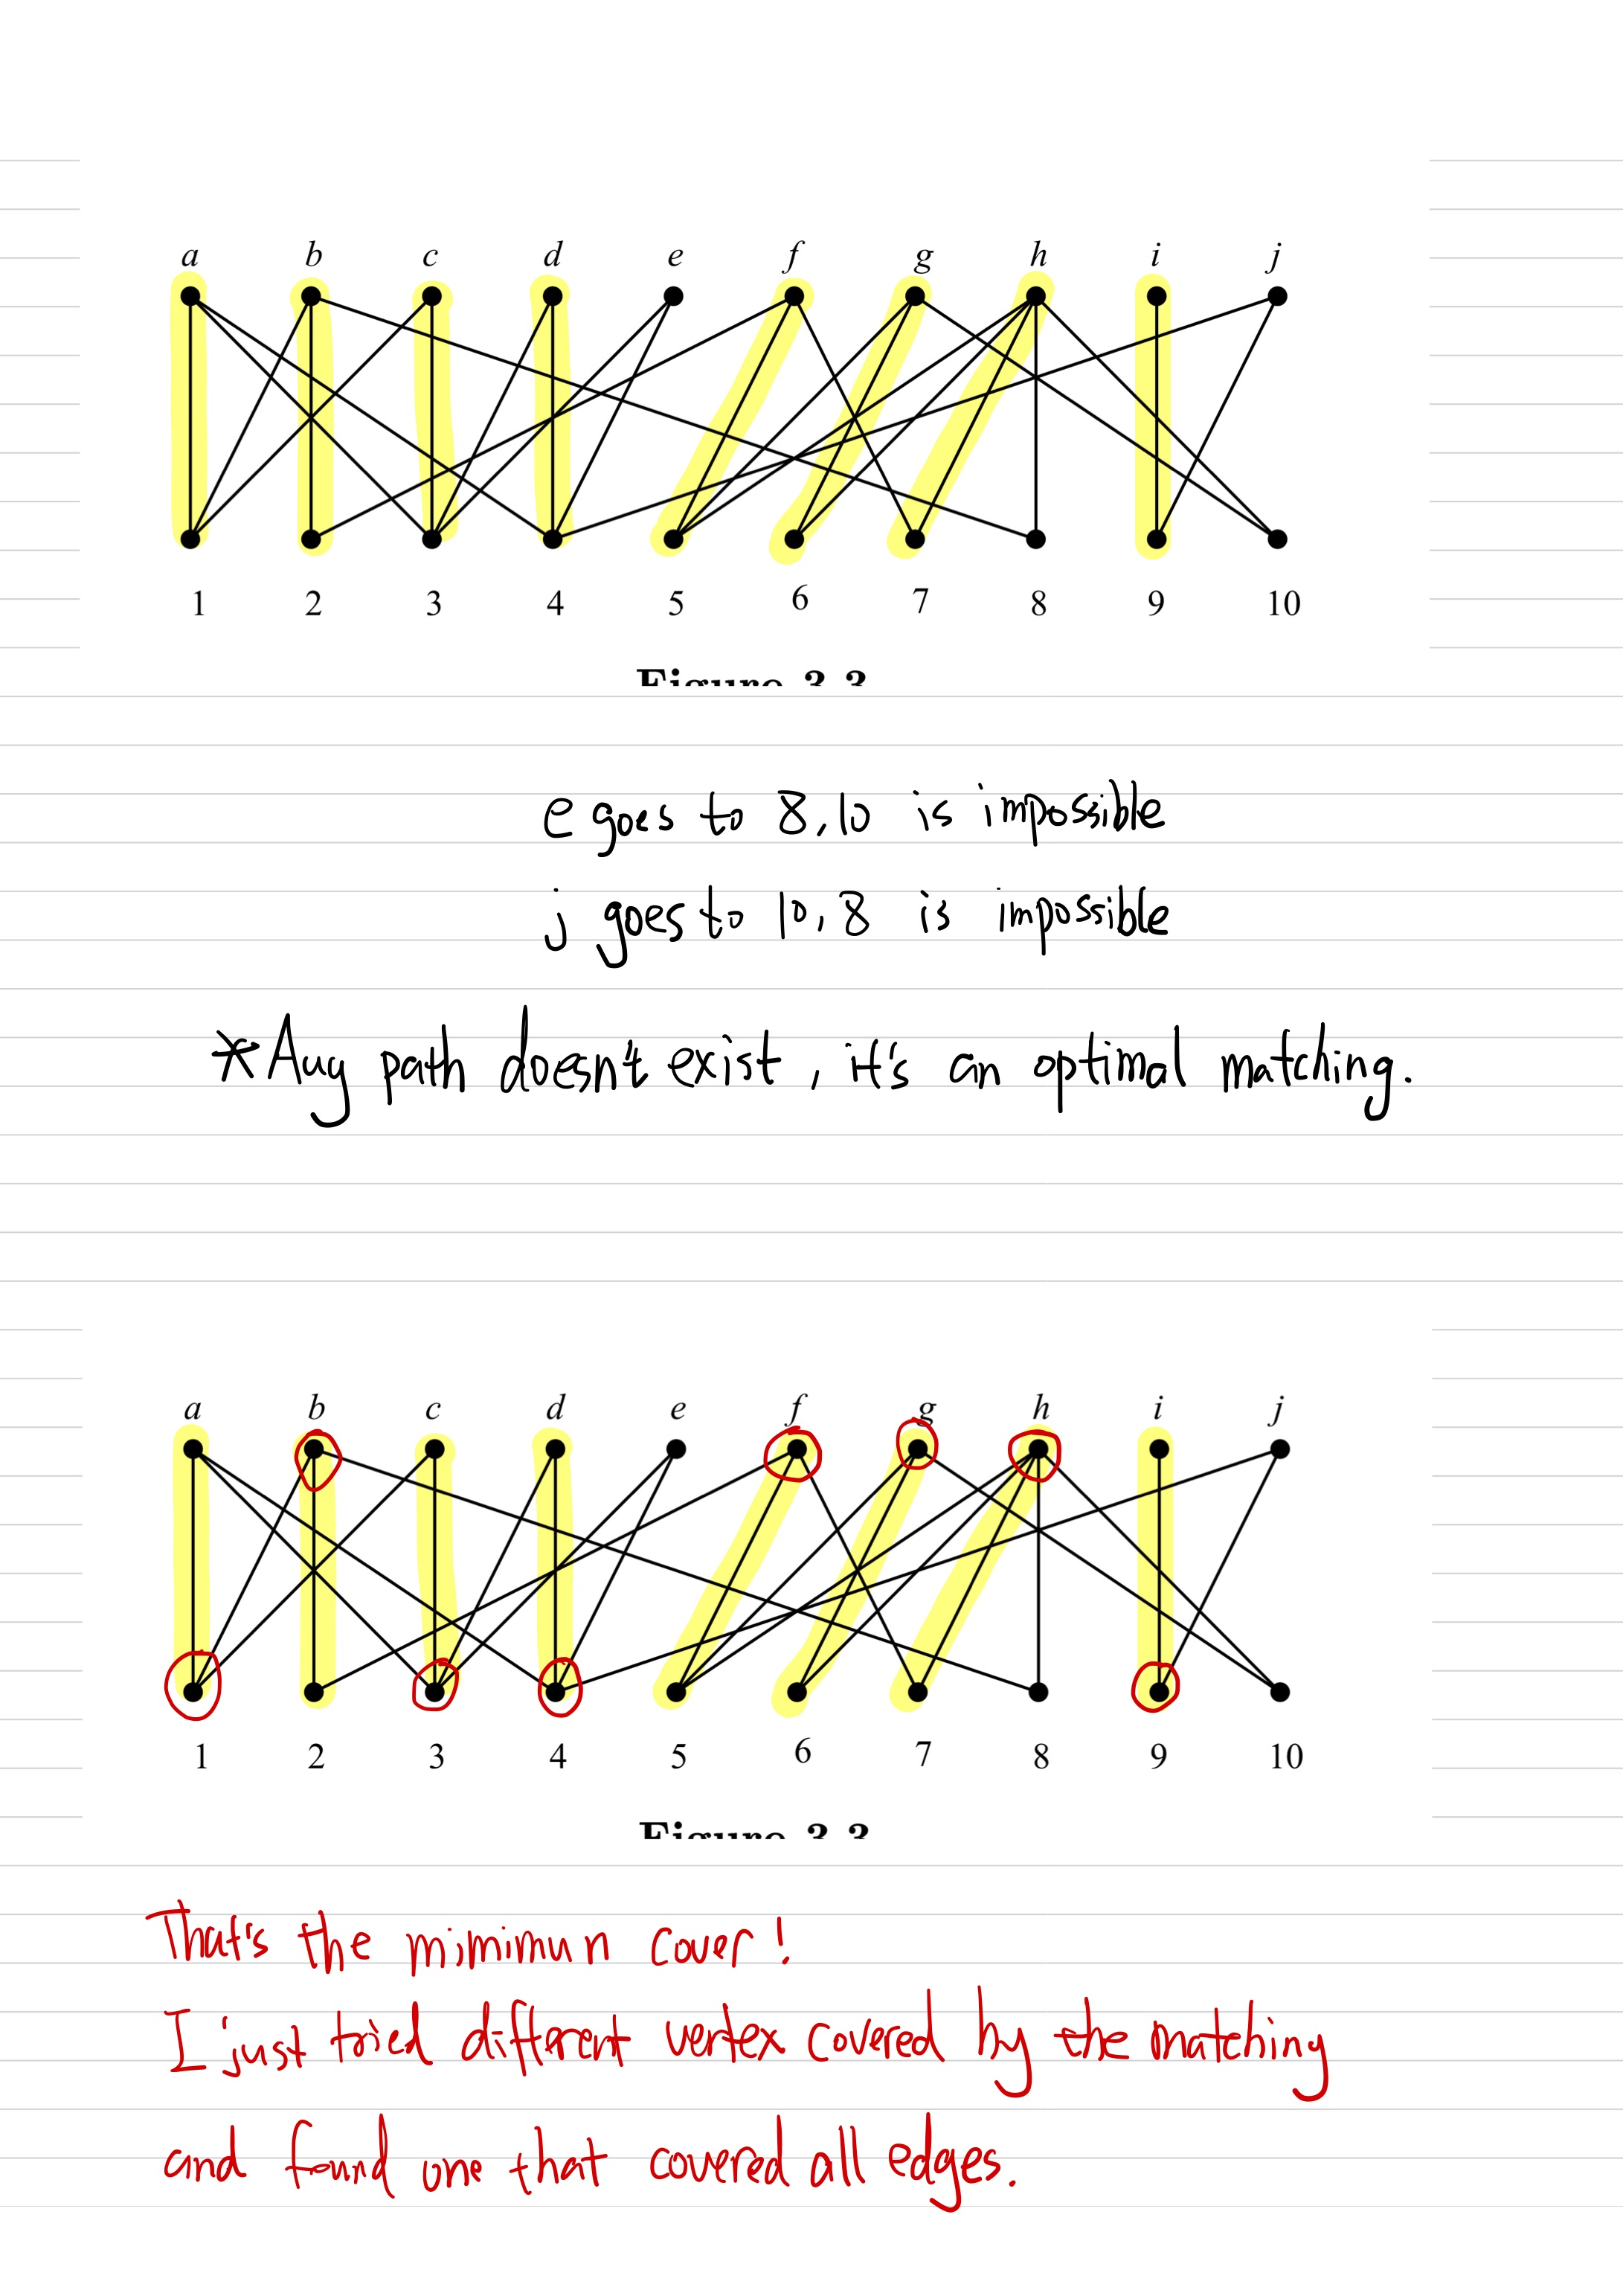 a b c d e f g h i j
1 2 3 4 5 6 7 8 9 10
Figure 3.3
e goes to 8,10 is impossible
j goes to 10,8 is impossible
*Aug path doesn't exist, it's an optimal matching.
a b c d e f g h i j
1 2 3 4 5 6 7 8 9 10
Figure 3.3
That's the minimun cover!
I just tried different vertex covered by the matching
and found one that covered all edges.